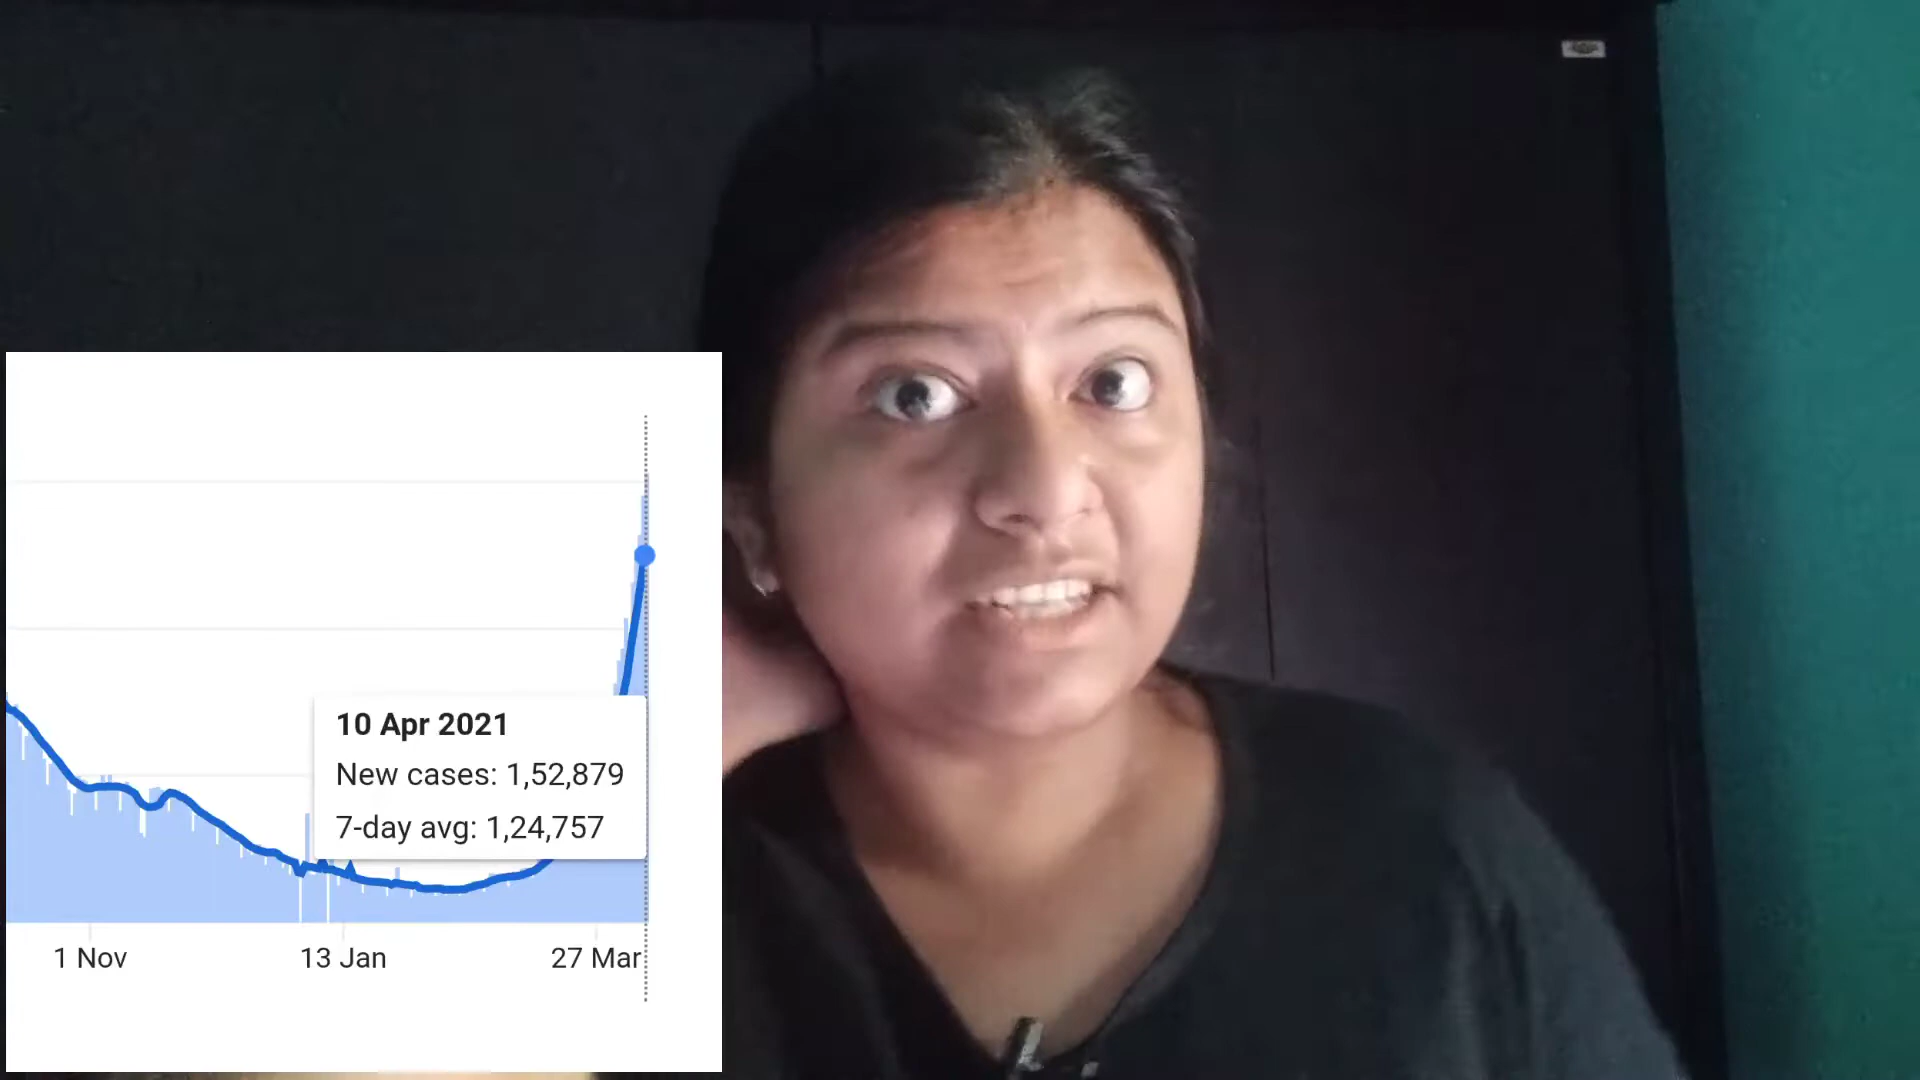 10 Apr 2021
New cases: 1,52,879
7-day avg: 1,24,757
1 Nov
13 Jan
27 Mar